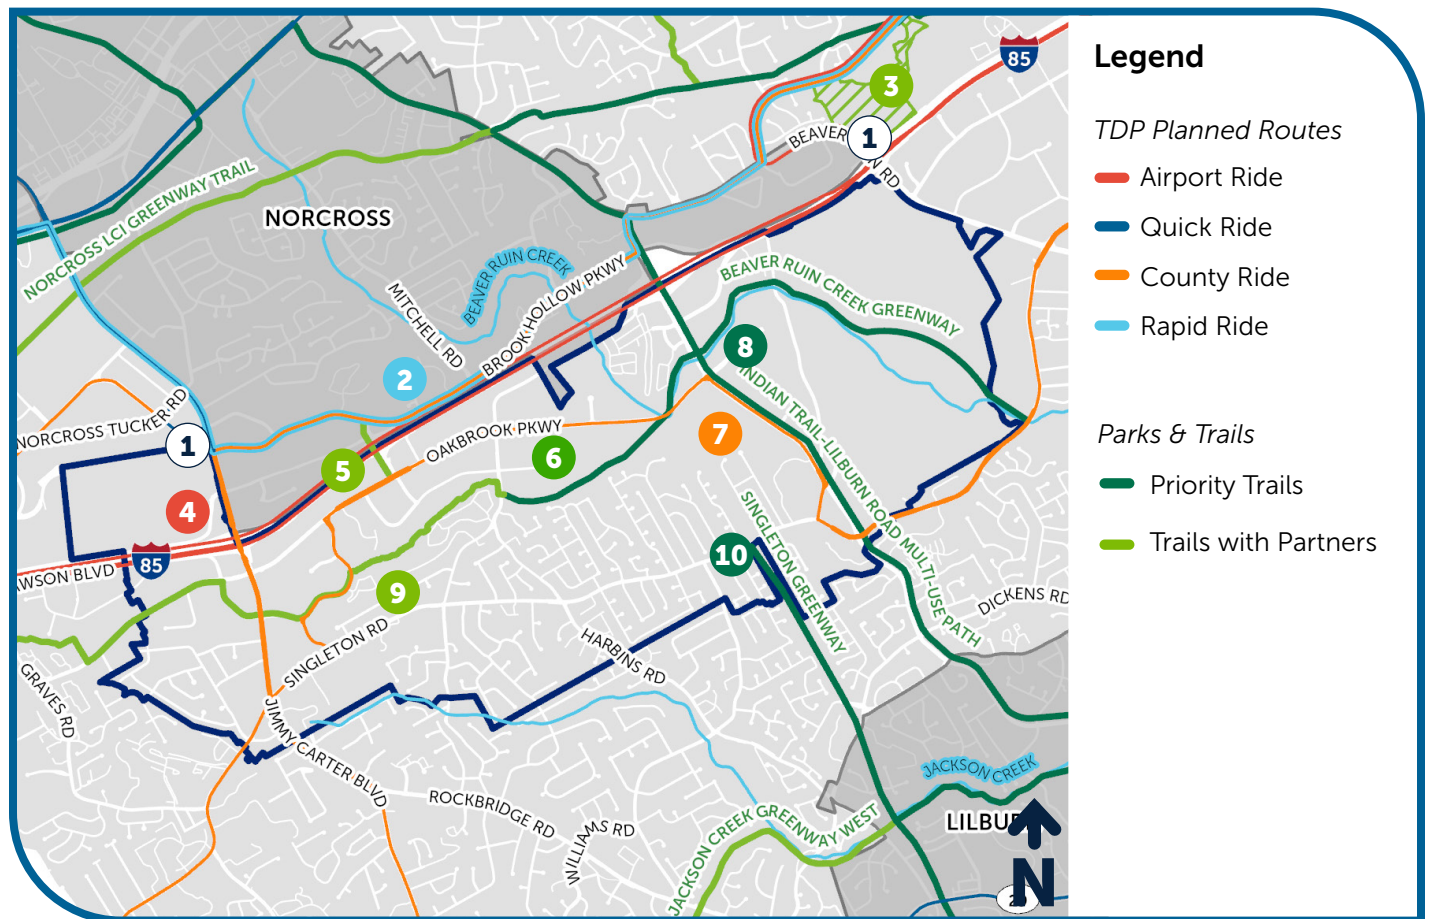 Legend
TDP Planned Routes
Airport Ride
Quick Ride
County Ride
Rapid Ride
Parks & Trails
Priority Trails
Trails with Partners
85
3
1
BEAVER
RD
NORCROSS LCI GREENWAY TRAIL
NORCROSS
BEAVER RUIN CREEK
MITCHELL RD
BROOK HOLLOW PKWY
BEAVER RUIN CREEK GREENWAY
8
2
INDIAN TRAIL-LILBURN ROAD MULTI-USE PATH
NORCROSS TUCKER RD
1
OAKBROOK PKWY
7
6
5
4
SINGLETON GREENWAY
10
85
AWSON BLVD
9
DICKENS RD
SINGLETON RD
HARBINS RD
GRAVES RD
JIMMY CARTER BLVD
ROCKBRIDGE RD
WILLIAMS RD
JACKSON CREEK GREENWAY WEST
JACKSON CREEK
LILBU
N